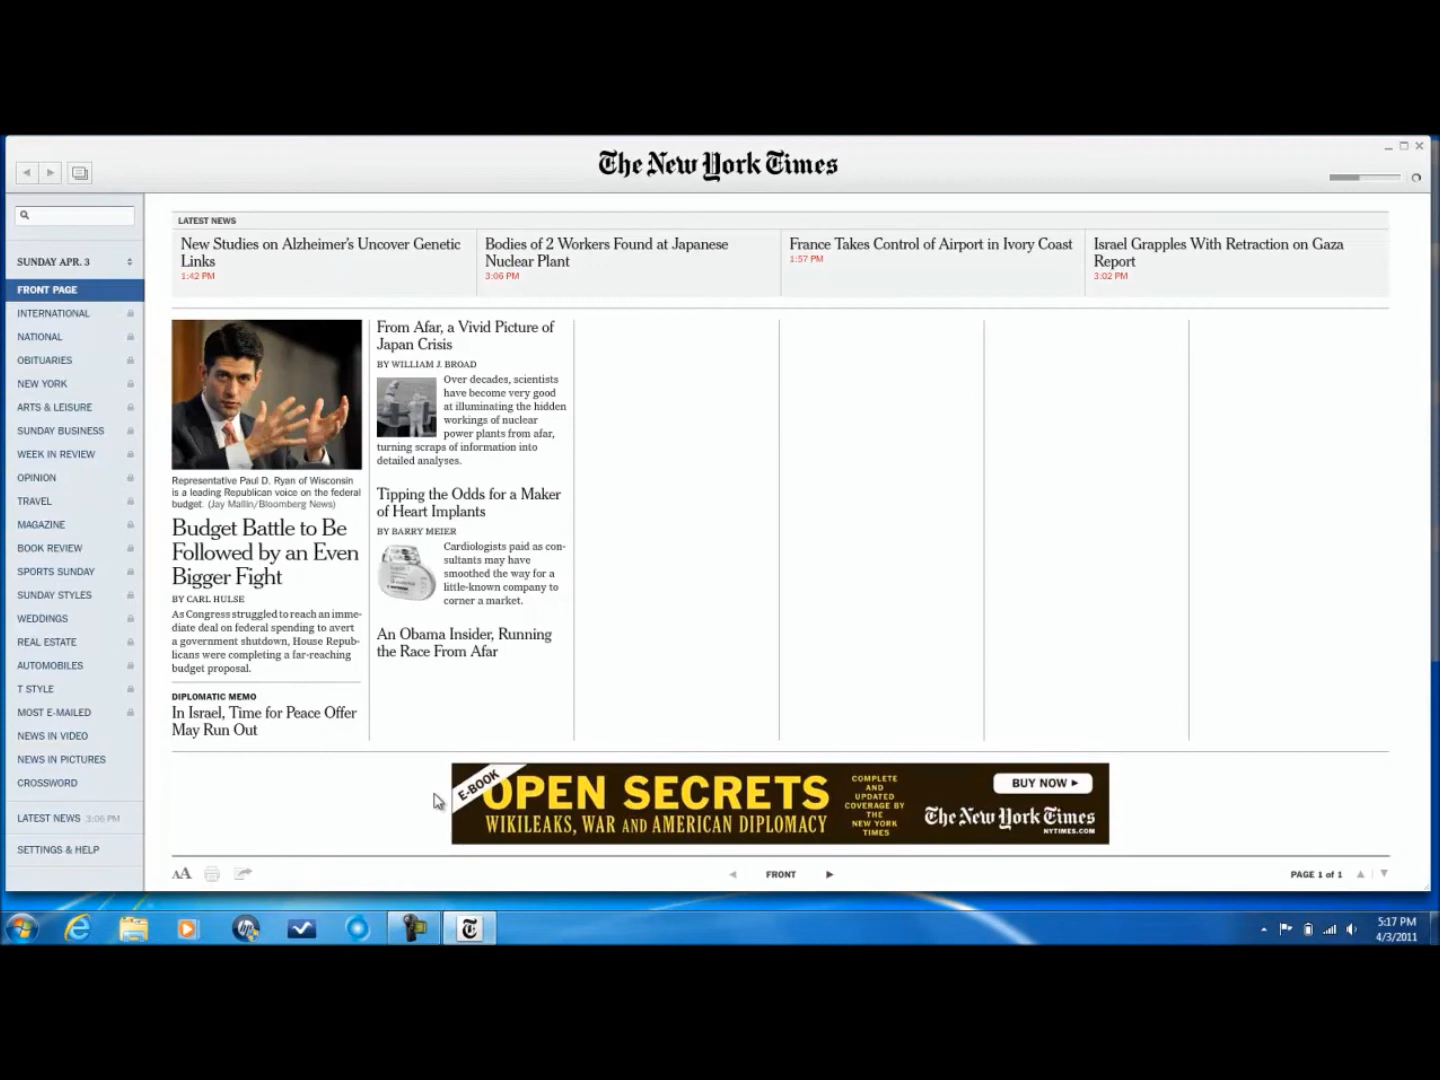 The New York Times
SUNDAY APR. 3
FRONT PAGE
INTERNATIONAL
NATIONAL
OBITUARIES
NEW YORK
ARTS & LEISURE
SUNDAY BUSINESS
WEEK IN REVIEW
OPINION
TRAVEL
MAGAZINE
BOOK REVIEW
SPORTS SUNDAY
SUNDAY STYLES
WEDDINGS
REAL ESTATE
AUTOMOBILES
T STYLE
MOST E-MAILED
NEWS IN VIDEO
NEWS IN PICTURES
CROSSWORD
LATEST NEWS 3:06 PM
SETTINGS & HELP
LATEST NEWS
New Studies on Alzheimer's Uncover Genetic
Links
1:42 PM
Bodies of 2 Workers Found at Japanese
Nuclear Plant
3:06 PM
France Takes Control of Airport in Ivory Coast
1:57 PM
Israel Grapples With Retraction on Gaza
Report
3:02 PM
Representative Paul D. Ryan of Wisconsin
is a leading Republican voice on the federal
budget. (Jay Mallin/Bloomberg News)
Budget Battle to Be
Followed by an Even
Bigger Fight
BY CARL HULSE
As Congress struggled to reach an imme-
diate deal on federal spending to avert
a government shutdown, House Repub-
licans were completing a far-reaching
budget proposal.
DIPLOMATIC MEMO
In Israel, Time for Peace Offer
May Run Out
From Afar, a Vivid Picture of
Japan Crisis
BY WILLIAM J. BROAD
Over decades, scientists
have become very good
at illuminating the hidden
workings of nuclear
power plants from afar,
turning scraps of information into
detailed analyses.
Tipping the Odds for a Maker
of Heart Implants
BY BARRY MEIER
Cardiologists paid as con-
sultants may have
smoothed the way for a
little-known company to
corner a market.
An Obama Insider, Running
the Race From Afar
E-BOOK
OPEN SECRETS
WIKILEAKS, WAR AND AMERICAN DIPLOMACY
COMPLETE
AND
UPDATED
COVERAGE BY
THE
NEW YORK
TIMES
BUY NOW
The New York Times
NYTIMES.COM
AA
FRONT
PAGE 1 of 1
hp
T
5:17 PM
4/3/2011